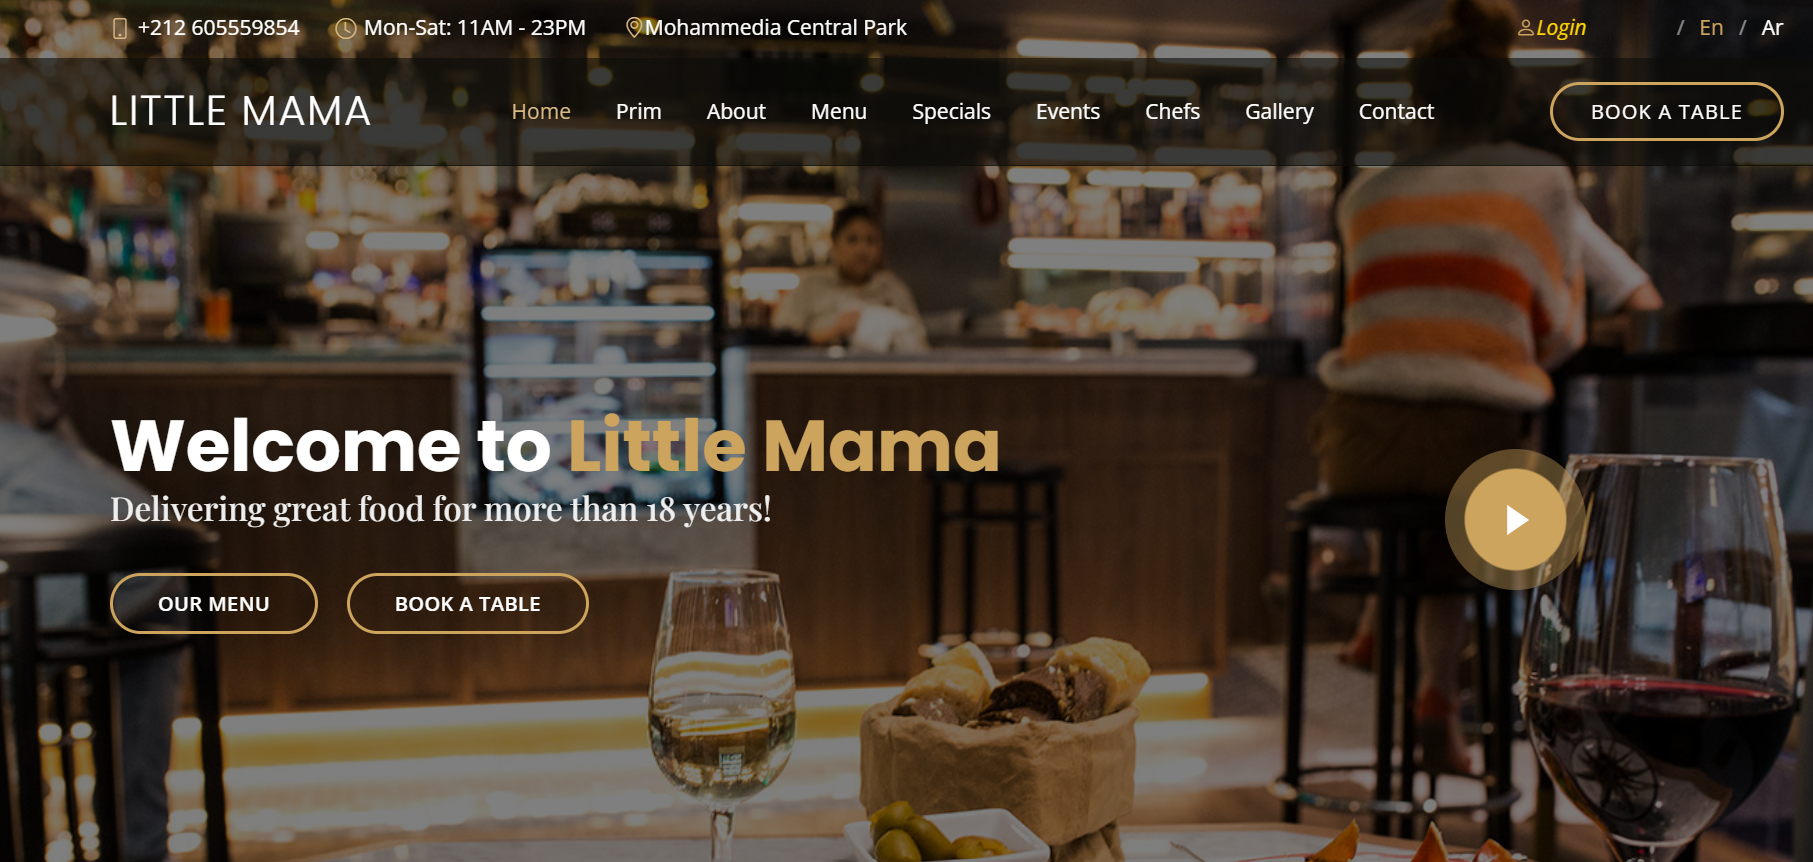 +212 605559854 Mon-Sat: 11AM - 23PM Mohammedia Central Park Login / En / Ar
LITTLE MAMA Home Prim About Menu Specials Events Chefs Gallery Contact BOOK A TABLE
Welcome to Little Mama
Delivering great food for more than 18 years!
OUR MENU BOOK A TABLE